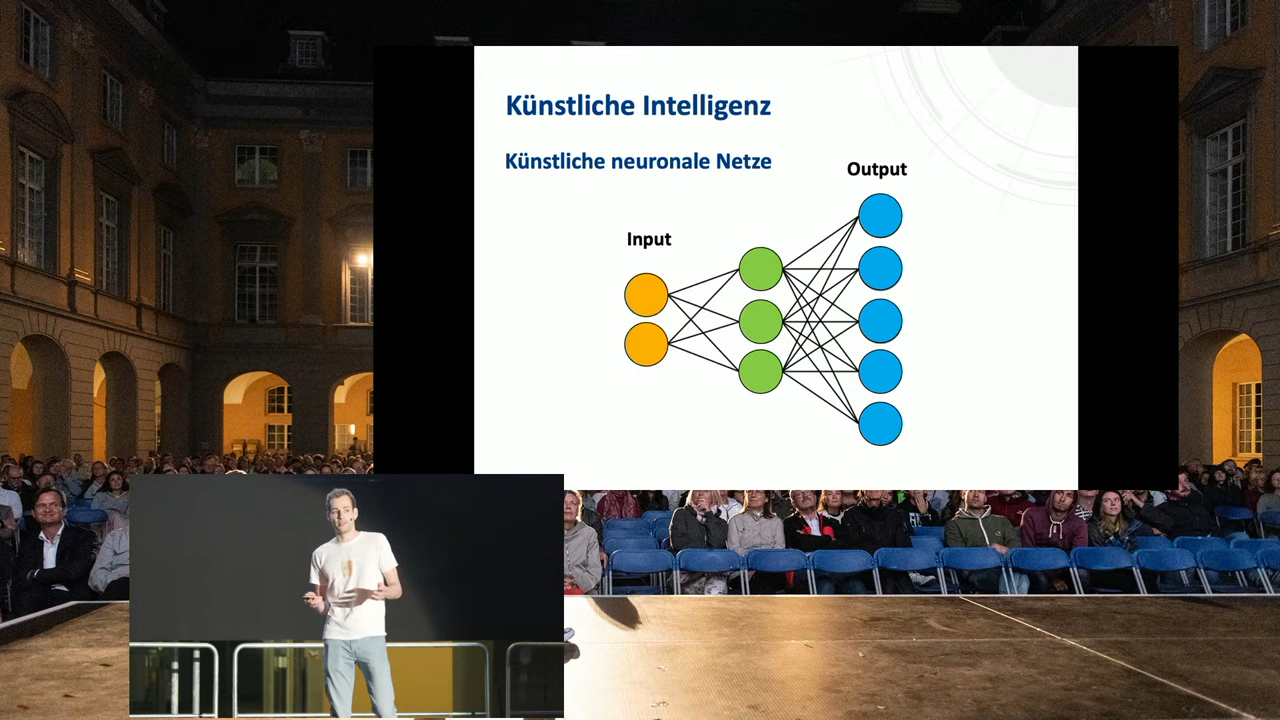 Künstliche Intelligenz
Künstliche neuronale Netze
Output
Input